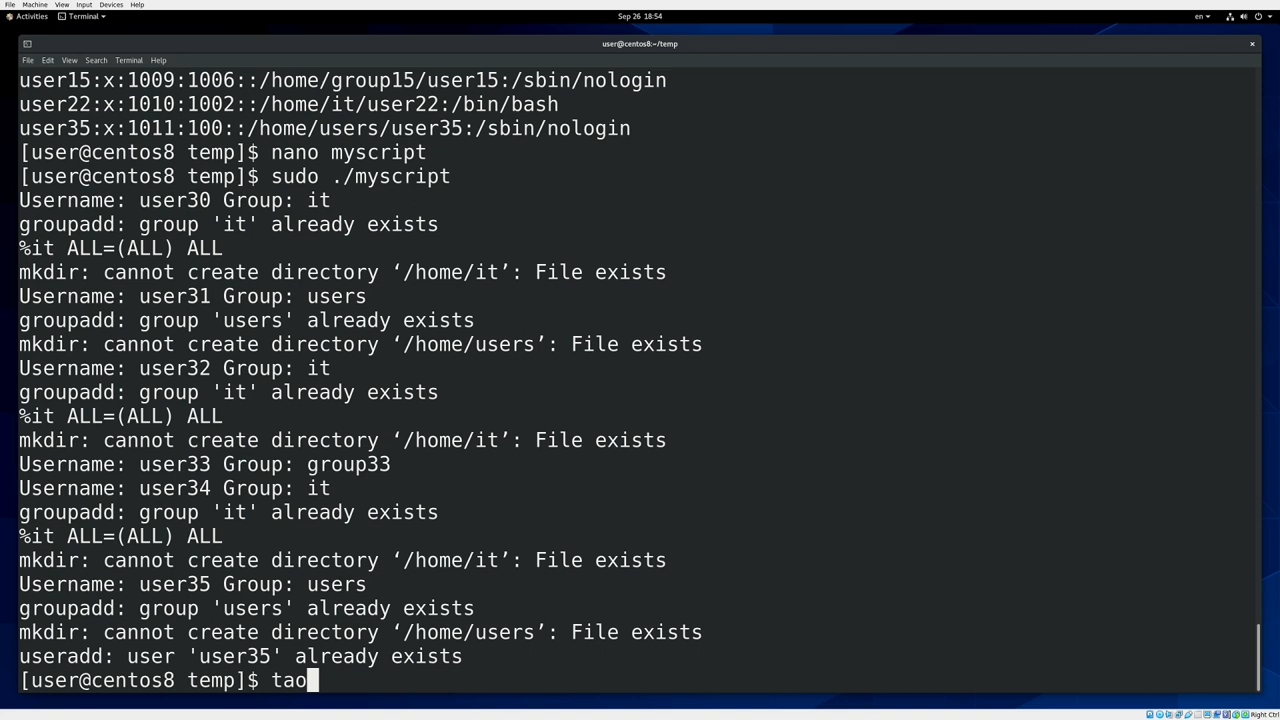 File Machine View Input Devices Help
Activities Terminal Sep 26 18:54 en
user@centos8:~/temp
File Edit View Search Terminal Help
user15:x:1009:1006::/home/group15/user15:/sbin/nologin
user22:x:1010:1002::/home/it/user22:/bin/bash
user35:x:1011:100::/home/users/user35:/sbin/nologin
[user@centos8 temp]$ nano myscript
[user@centos8 temp]$ sudo ./myscript
Username: user30 Group: it
groupadd: group 'it' already exists
%it ALL=(ALL) ALL
mkdir: cannot create directory ‘/home/it’: File exists
Username: user31 Group: users
groupadd: group 'users' already exists
mkdir: cannot create directory ‘/home/users’: File exists
Username: user32 Group: it
groupadd: group 'it' already exists
%it ALL=(ALL) ALL
mkdir: cannot create directory ‘/home/it’: File exists
Username: user33 Group: group33
Username: user34 Group: it
groupadd: group 'it' already exists
%it ALL=(ALL) ALL
mkdir: cannot create directory ‘/home/it’: File exists
Username: user35 Group: users
groupadd: group 'users' already exists
mkdir: cannot create directory ‘/home/users’: File exists
useradd: user 'user35' already exists
[user@centos8 temp]$ tao
Right Ctrl